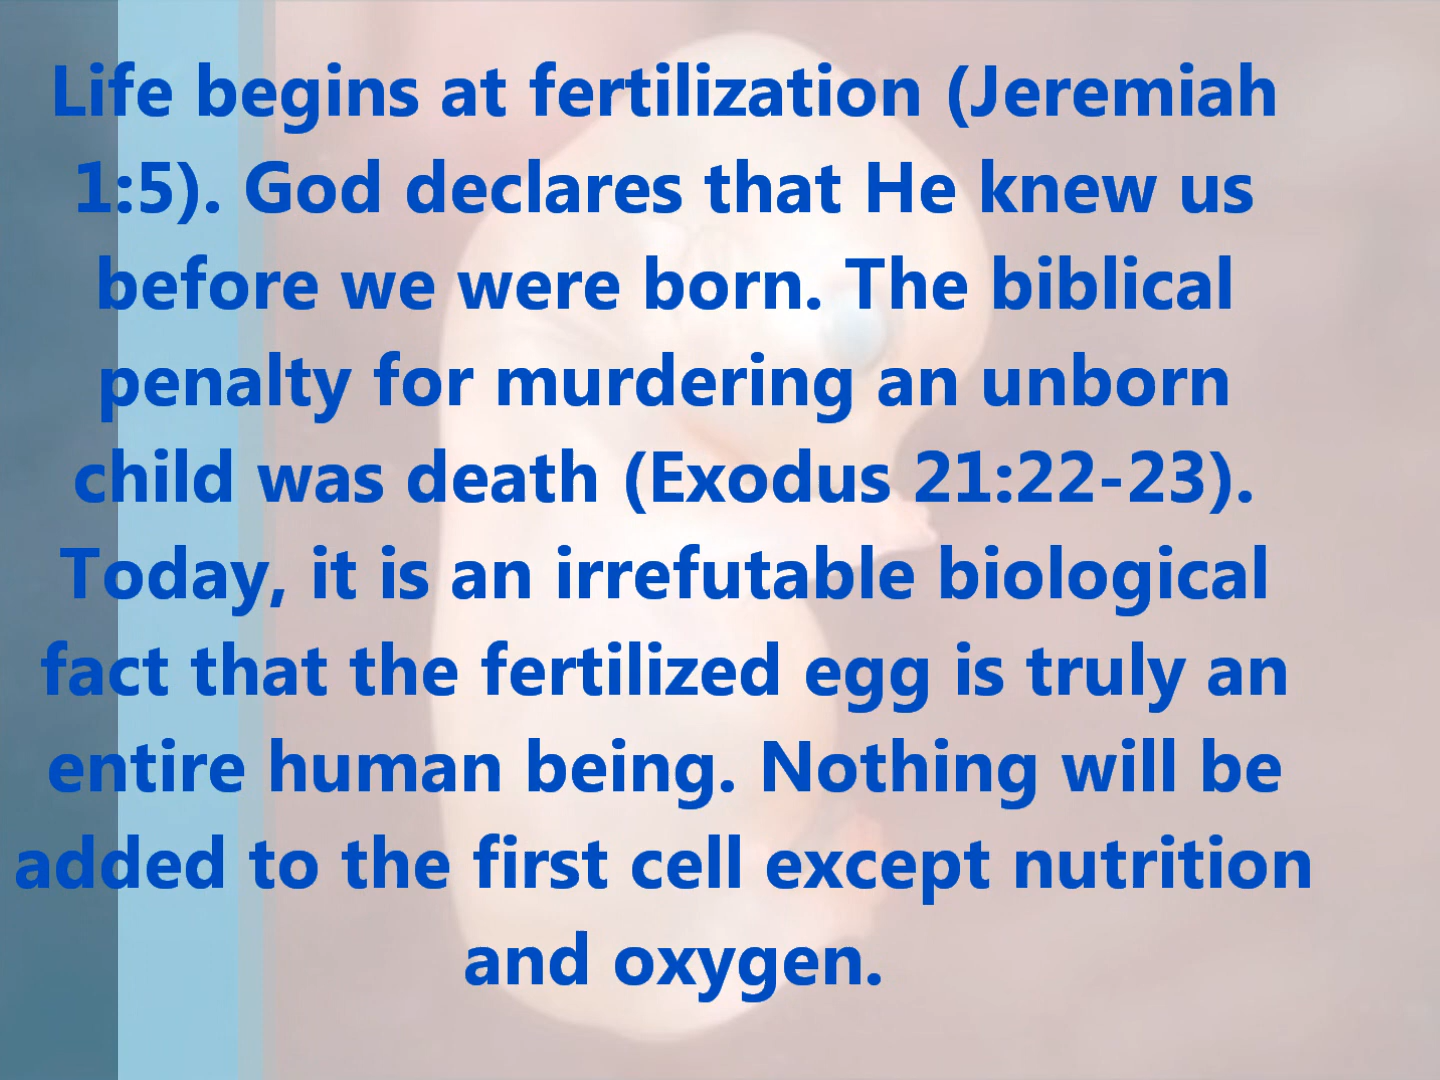 Life begins at fertilization (Jeremiah
1:5). God declares that He knew us
before we were born. The biblical
penalty for murdering an unborn
child was death (Exodus 21:22-23).
Today, it is an irrefutable biological
fact that the fertilized egg is truly an
entire human being. Nothing will be
added to the first cell except nutrition
and oxygen.